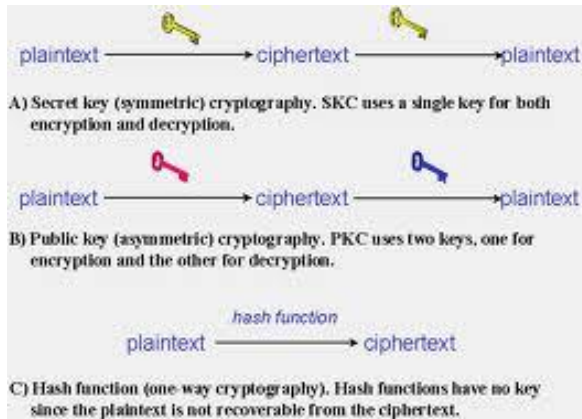 plaintext ciphertext plaintext
A) Secret key (symmetric) cryptography. SKC uses a single key for both
encryption and decryption.
plaintext ciphertext plaintext
B) Public key (asymmetric) cryptography. PKC uses two keys, one for
encryption and the other for decryption.
hash function
plaintext ciphertext
C) Hash function (one-way cryptography). Hash functions have no key
since the plaintext is not recoverable from the ciphertext.